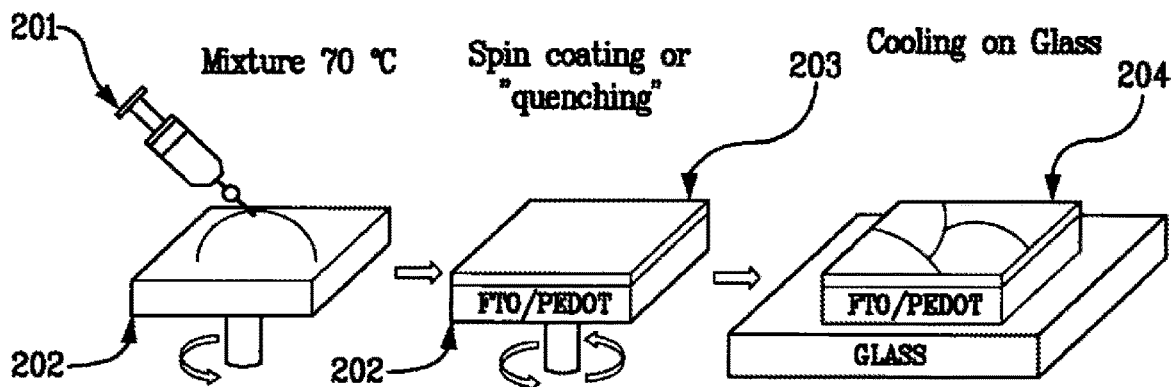 201
Mixture 70 °C
Spin coating or
"quenching"
203
Cooling on Glass
204
202
202
FTO/PEDOT
FTO/PEDOT
GLASS